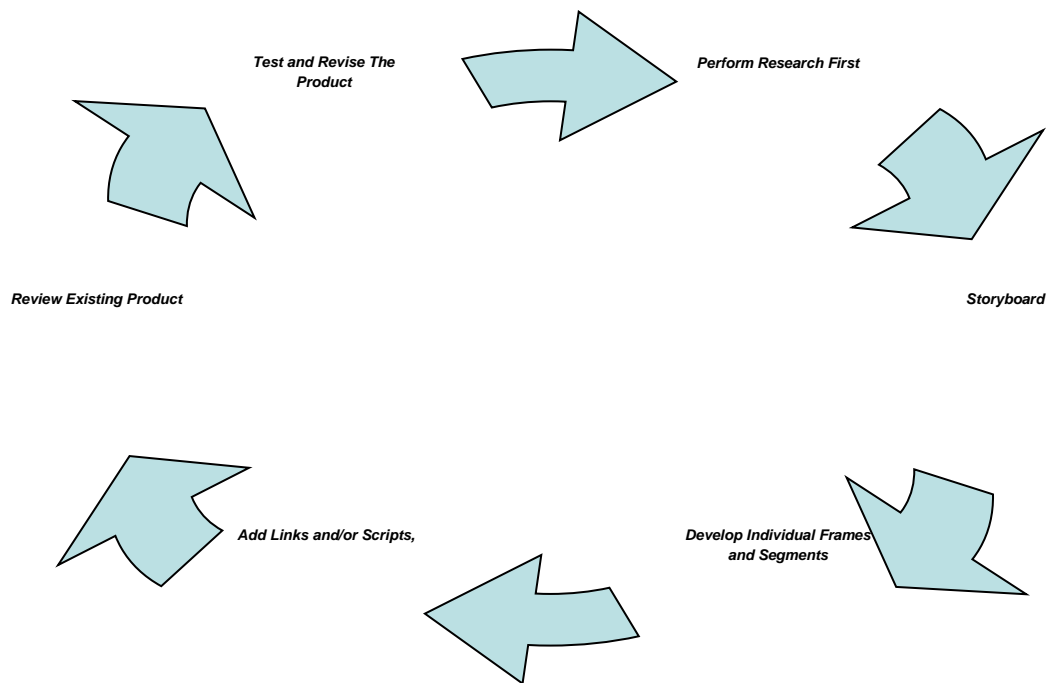 Test and Revise The
Product
Perform Research First
Review Existing Product
Storyboard
Add Links and/or Scripts,
Develop Individual Frames
and Segments